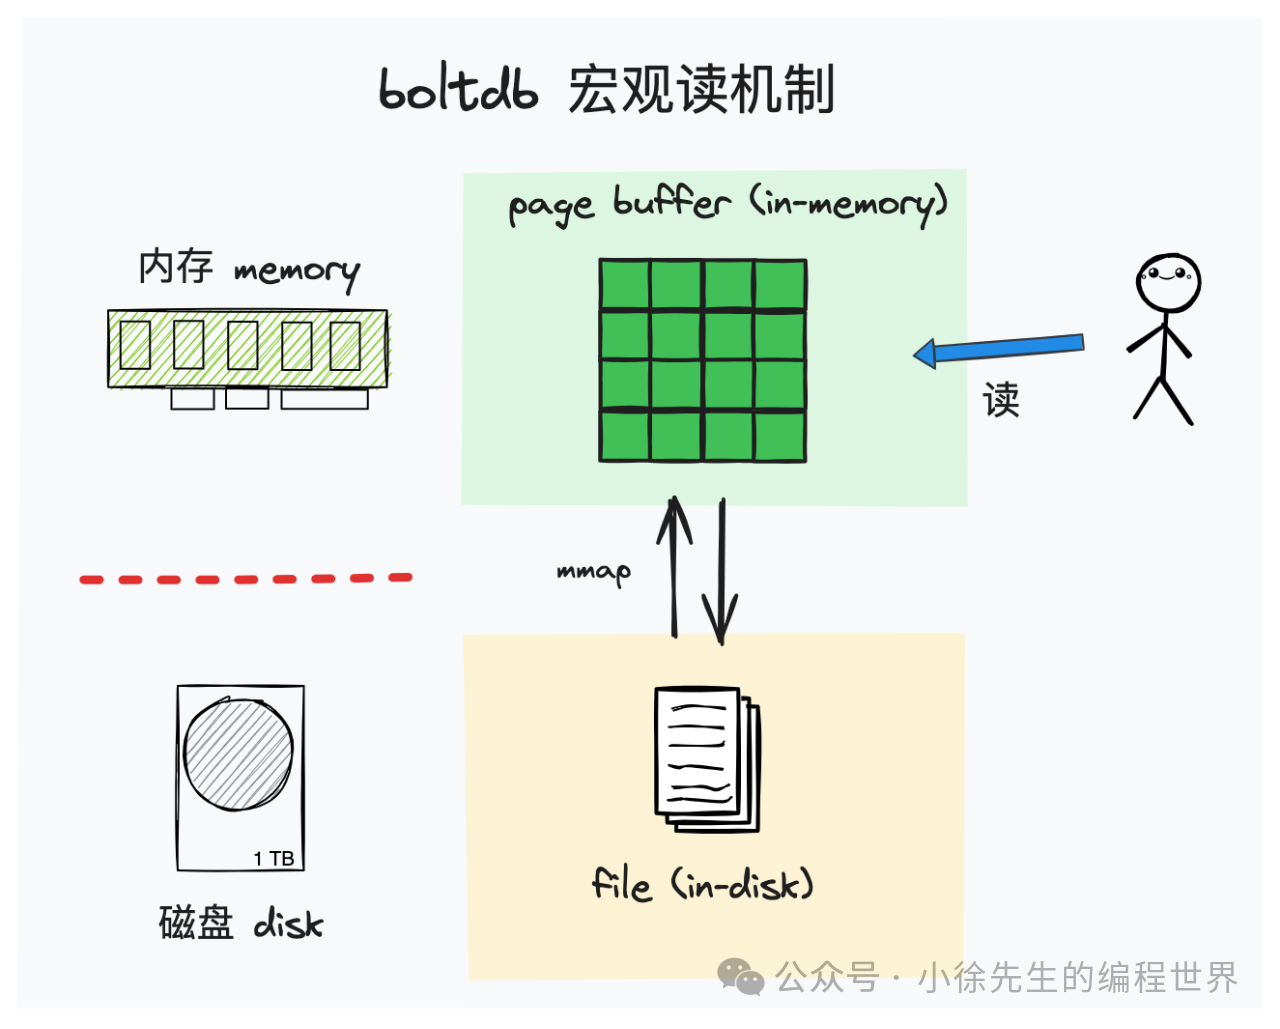 boltdb 宏观读机制
page buffer (in-memory)
内存 memory
读
mmap
1 TB
file (in-disk)
磁盘 disk
公众号 · 小徐先生的编程世界